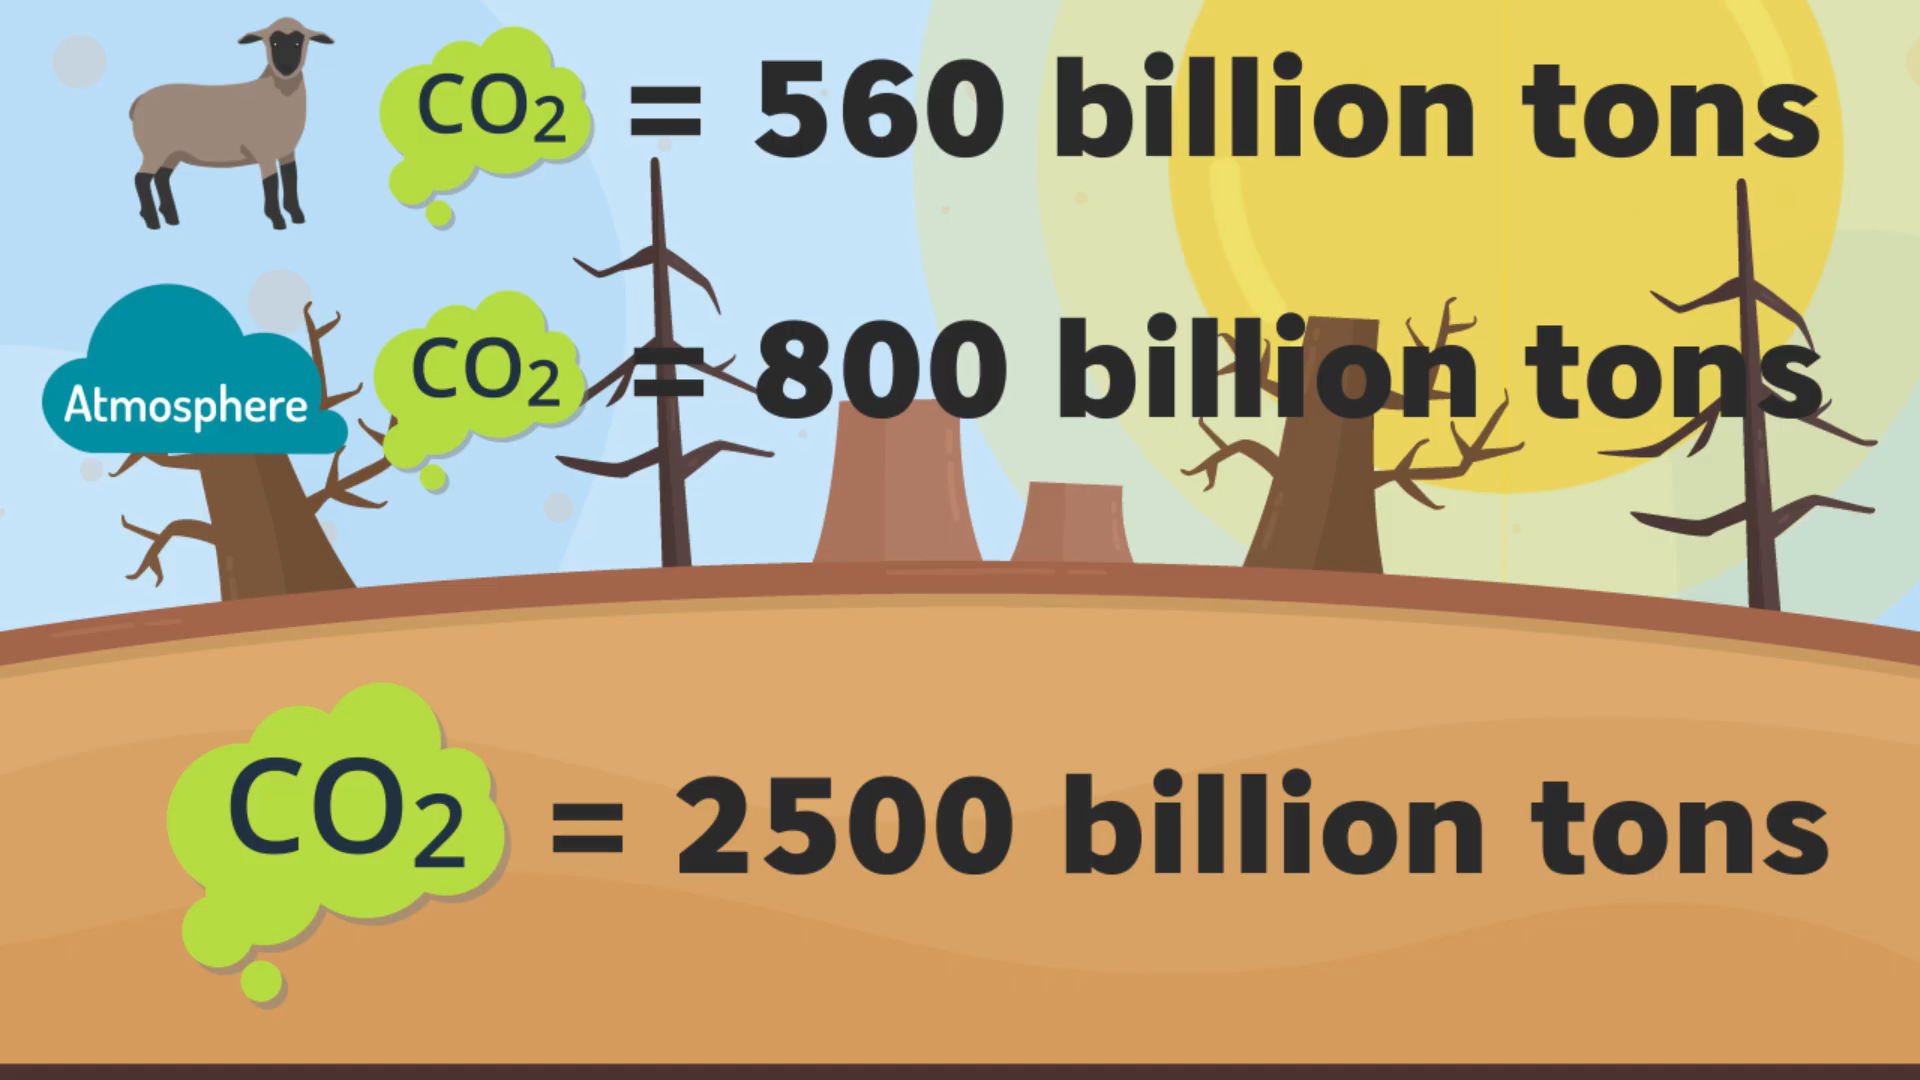 CO2 = 560 billion tons
Atmosphere CO2 = 800 billion tons
CO2 = 2500 billion tons